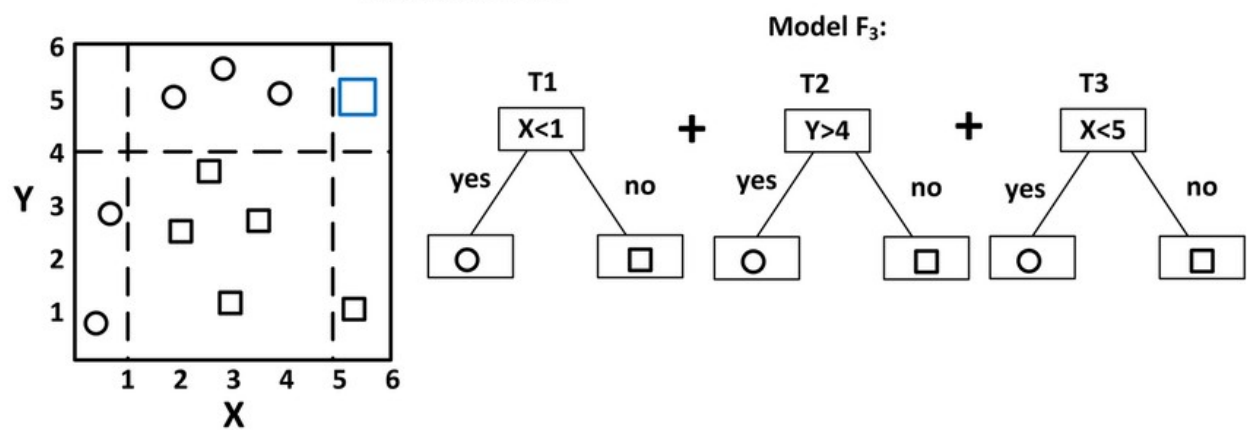 Model F₃:
6
5
4
3
2
1
Y
1 2 3 4 5 6
X
T1
X<1
yes
no
+
T2
Y>4
yes
no
+
T3
X<5
yes
no